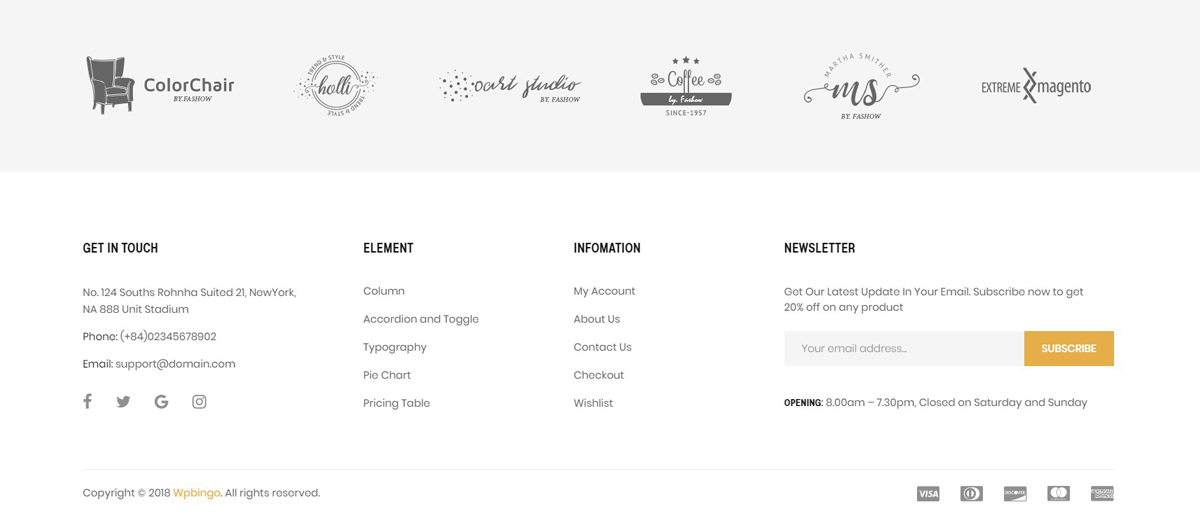 ColorChair
BY.FASHOW
TREND & STYLE
holli
TREND & STYLE
oart studio
BY. FASHOW
Coffee
by. Fashow
SINCE-1957
MARTHA SMITHER
ms
BY. FASHOW
EXTREME magento
GET IN TOUCH
No. 124 Souths Rohnha Suited 21, NewYork,
NA 888 Unit Stadium
Phone: (+84)02345678902
Email: support@domain.com
ELEMENT
Column
Accordion and Toggle
Typography
Pie Chart
Pricing Table
INFOMATION
My Account
About Us
Contact Us
Checkout
Wishlist
NEWSLETTER
Get Our Latest Update In Your Email. Subscribe now to get
20% off on any product
Your email address...
SUBSCRIBE
OPENING: 8.00am – 7.30pm, Closed on Saturday and Sunday
Copyright © 2018 Wpbingo. All rights reserved.
VISA
DISCOVER
AMERICAN EXPRESS